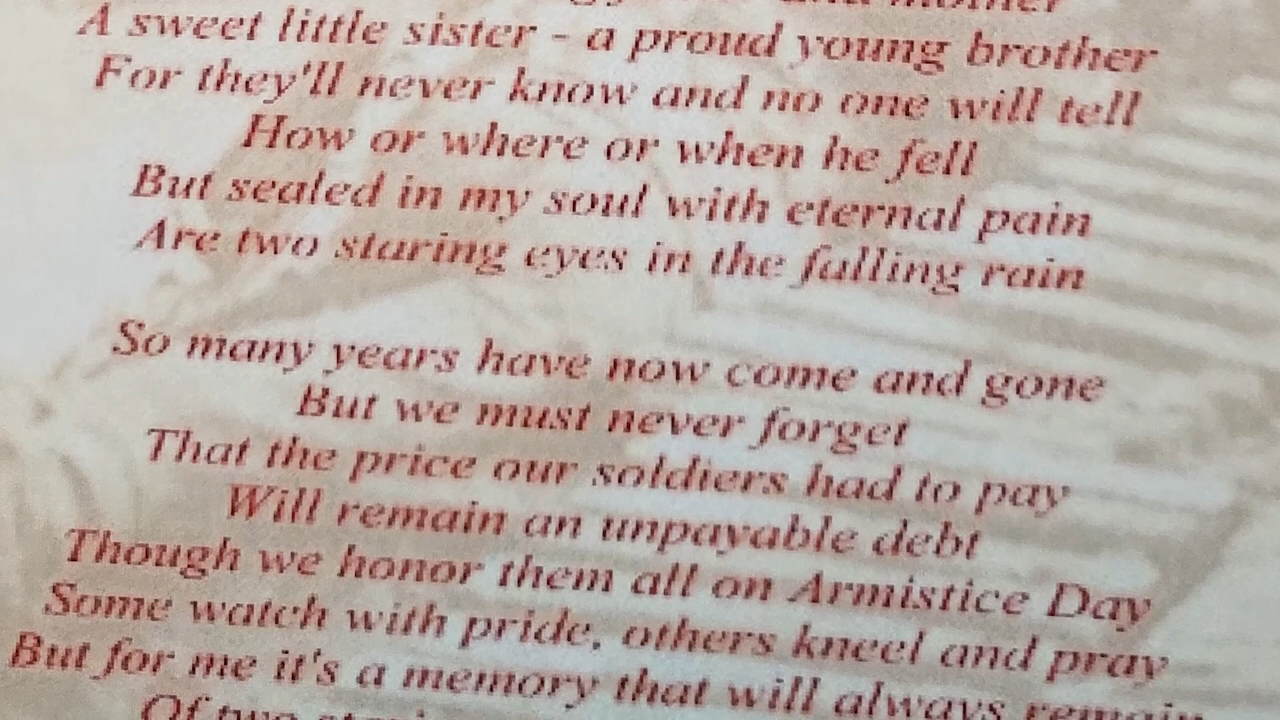 mother
A sweet little sister - a proud young brother
For they'll never know and no one will tell
How or where or when he fell
But sealed in my soul with eternal pain
Are two staring eyes in the falling rain
So many years have now come and gone
But we must never forget
That the price our soldiers had to pay
Will remain an unpayable debt
Though we honor them all on Armistice Day
Some watch with pride, others kneel and pray
But for me it's a memory that will always remain
Of two